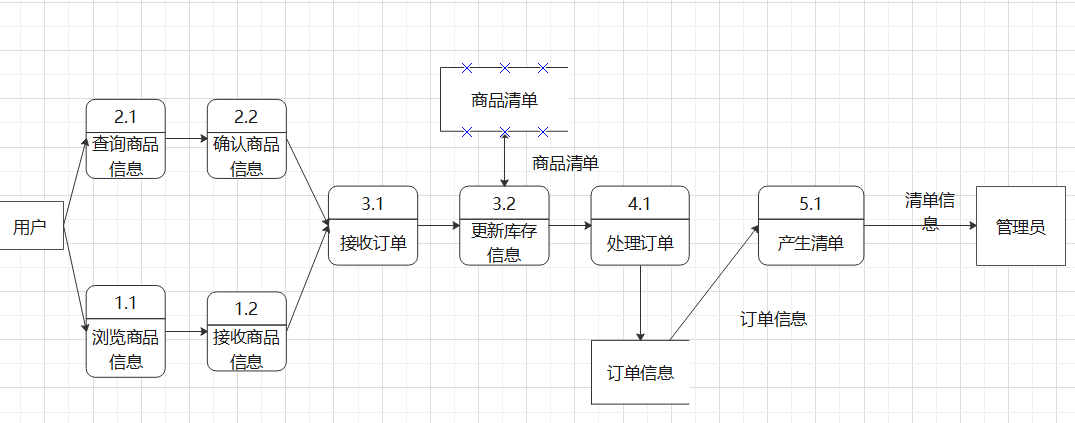 商品清单
2.1
查询商品
信息
2.2
确认商品
信息
商品清单
用户
3.1
接收订单
3.2
更新库存
信息
4.1
处理订单
5.1
产生清单
清单信
息
管理员
1.1
浏览商品
信息
1.2
接收商品
信息
订单信息
订单信息